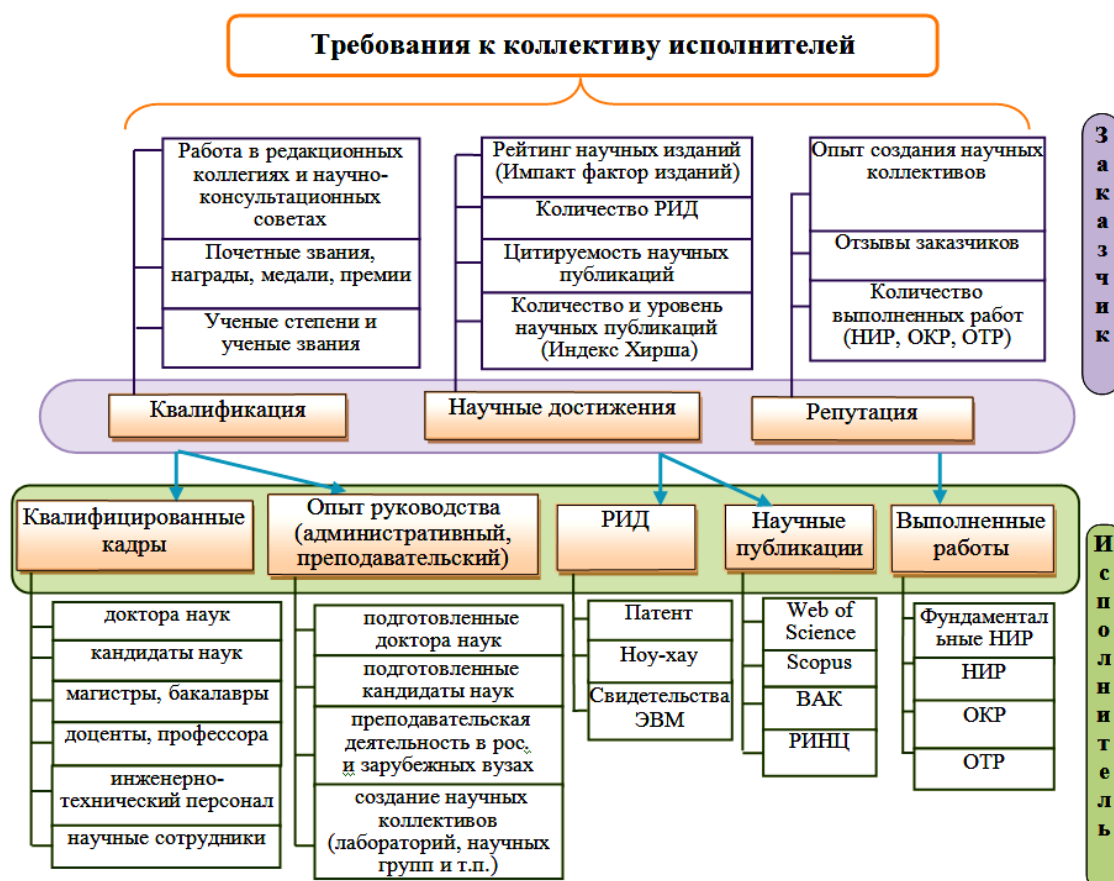 Требования к коллективу исполнителей
Работа в редакционных
коллегиях и научно-
консультационных
советах
Почетные звания,
награды, медали, премии
Ученые степени и
ученые звания
Рейтинг научных изданий
(Импакт фактор изданий)
Количество РИД
Цитируемость научных
публикаций
Количество и уровень
научных публикаций
(Индекс Хирша)
Опыт создания научных
коллективов
Отзывы заказчиков
Количество
выполненных работ
(НИР, ОКР, ОТР)
Заказчик
Квалификация
Научные достижения
Репутация
Квалифицированные
кадры
Опыт руководства
(административный,
преподавательский)
РИД
Научные
публикации
Выполненные
работы
Исполнитель
доктора наук
кандидаты наук
магистры, бакалавры
доценты, профессора
инженерно-
технический персонал
научные сотрудники
подготовленные
доктора наук
подготовленные
кандидаты наук
преподавательская
деятельность в рос.
и зарубежных вузах
создание научных
коллективов
(лабораторий, научных
групп и т.п.)
Патент
Ноу-хау
Свидетельства
ЭВМ
Web of
Science
Scopus
ВАК
РИНЦ
Фундаментал
ьные НИР
НИР
ОКР
ОТР